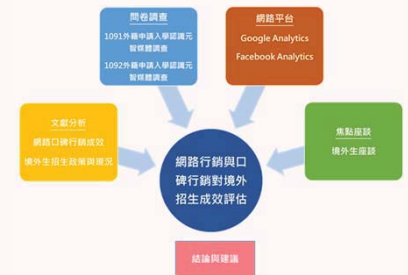 問卷調查
1091外籍申請入學認識元
智媒體調查
1092外籍申請入學認識元
智媒體調查
網路平台
Google Analytics
Facebook Analytics
文獻分析
網路口碑行銷成效
境外生招生政策與現況
焦點座談
境外生座談
網路行銷與口
碑行銷對境外
招生成效評估
結論與建議